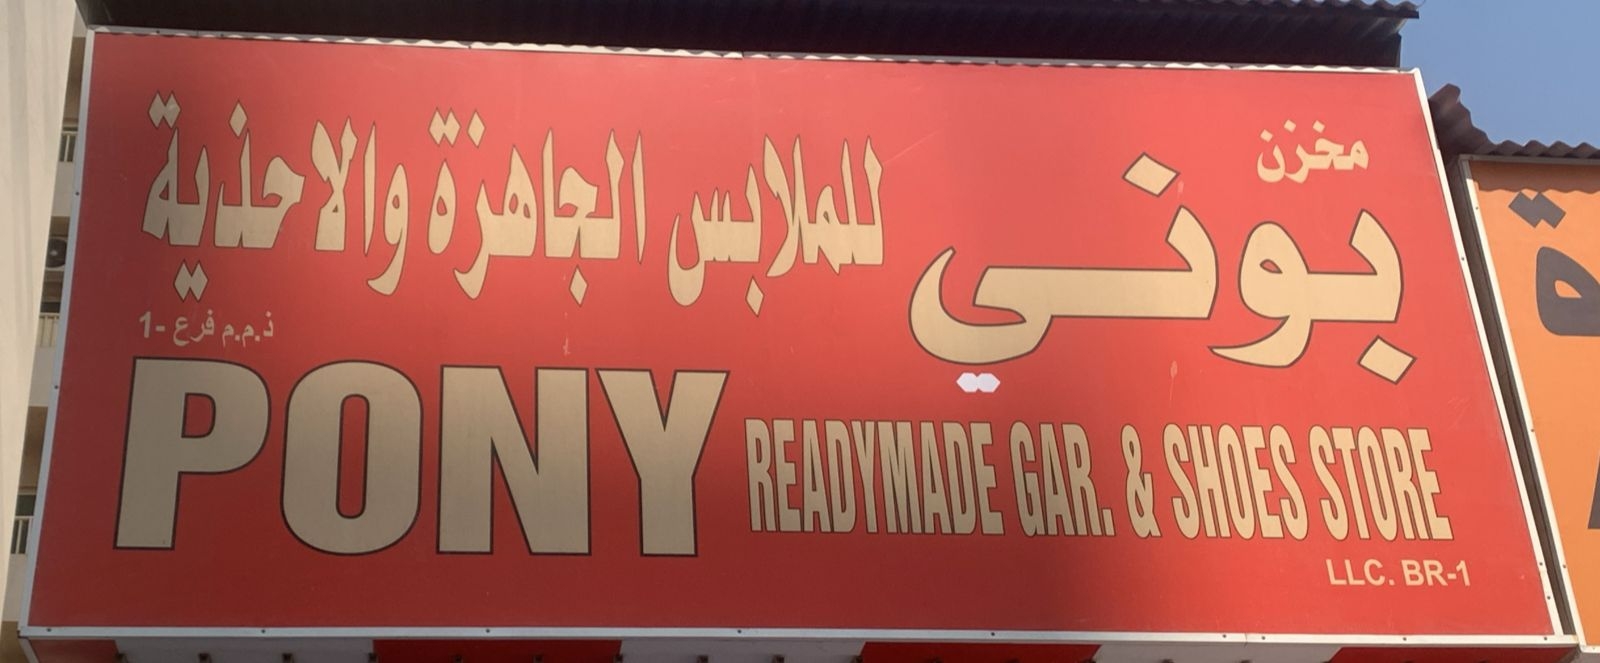 مخزن
بوني للملابس الجاهزة والاحذية
ذ.م.م فرع -1
PONY READYMADE GAR. & SHOES STORE
LLC. BR-1